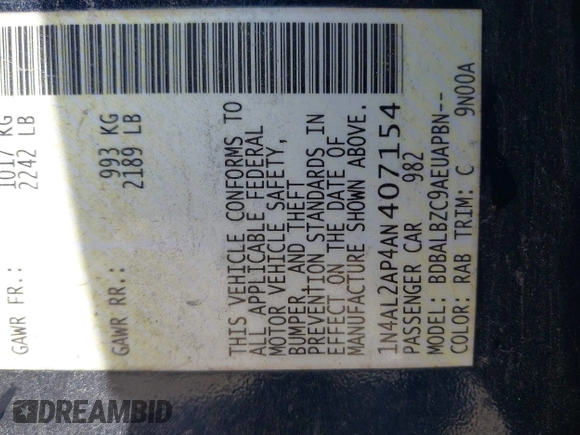 GAWR FR.: 1017 KG
2242 LB
GAWR RR.: 993 KG
2189 LB
THIS VEHICLE CONFORMS TO
ALL APPLICABLE FEDERAL
MOTOR VEHICLE SAFETY,
BUMPER, AND THEFT
PREVENTION STANDARDS IN
EFFECT ON THE DATE OF
MANUFACTURE SHOWN ABOVE.
1N4AL2AP4AN407154
PASSENGER CAR 982
MODEL: BDBALBZC9AEUAPBN--
COLOR: RAB TRIM: C 9N00A
DREAMBID